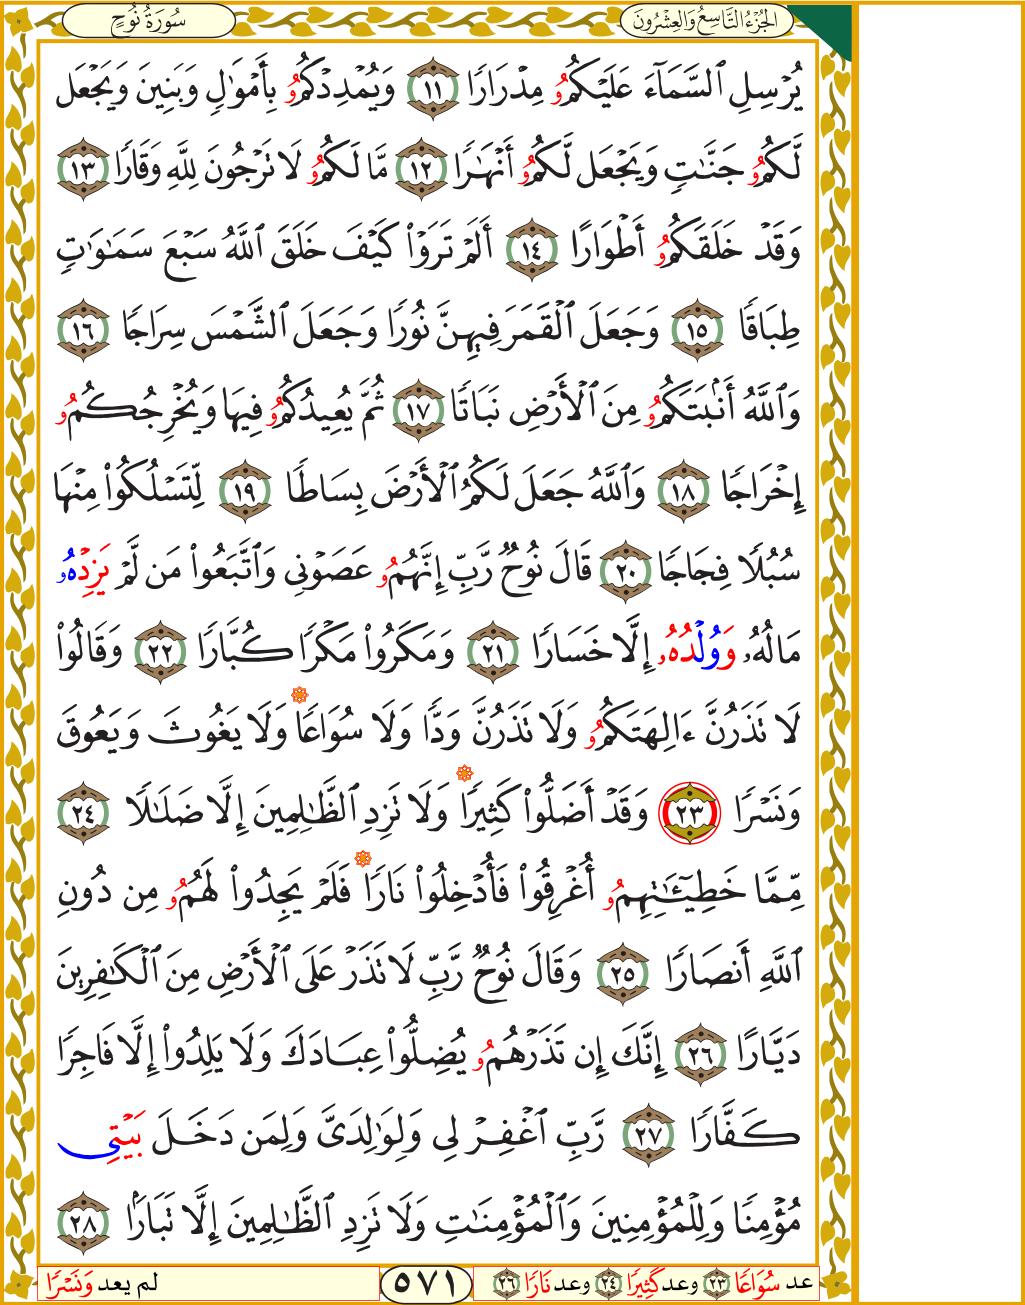 الجُزْءُ التَّاسِعُ وَالعِشْرُونَ
سُورَةُ نُوحٍ
يُرْسِلِ ٱلسَّمَآءَ عَلَيْكُمُۥ مِدْرَارًا ١١ وَيُمْدِدْكُمُۥ بِأَمْوَٰلٍ وَبَنِينَ وَيَجْعَل
لَّكُمُۥ جَنَّٰتٍ وَيَجْعَل لَّكُمُۥ أَنْهَٰرًا ١٢ مَّا لَكُمُۥ لَا تَرْجُونَ لِلَّهِ وَقَارًا ١٣
وَقَدْ خَلَقَكُمُۥ أَطْوَارًا ١٤ أَلَمْ تَرَوْا۟ كَيْفَ خَلَقَ ٱللَّهُ سَبْعَ سَمَٰوَٰتٍ
طِبَاقًا ١٥ وَجَعَلَ ٱلْقَمَرَ فِيهِنَّ نُورًا وَجَعَلَ ٱلشَّمْسَ سِرَاجًا ١٦
وَٱللَّهُ أَنۢبَتَكُمُۥ مِنَ ٱلْأَرْضِ نَبَاتًا ١٧ ثُمَّ يُعِيدُكُمُۥ فِيهَا وَيُخْرِجُكُمُۥ
إِخْرَاجًا ١٨ وَٱللَّهُ جَعَلَ لَكُمُ ٱلْأَرْضَ بِسَاطًا ١٩ لِّتَسْلُكُوا۟ مِنْهَا
سُبُلًا فِجَاجًا ٢٠ قَالَ نُوحٌ رَّبِّ إِنَّهُمُۥ عَصَوْنِى وَٱتَّبَعُوا۟ مَن لَّمْ يَزِدْهُۥ
مَالُهُۥ وَوُلْدُهُۥ إِلَّا خَسَارًا ٢١ وَمَكَرُوا۟ مَكْرًا كُبَّارًا ٢٢ وَقَالُوا۟
لَا تَذَرُنَّ ءَالِهَتَكُمُۥ وَلَا تَذَرُنَّ وَدًّا وَلَا سُوَاعًا وَلَا يَغُوثَ وَيَعُوقَ
وَنَسْرًا ٢٣ وَقَدْ أَضَلُّوا۟ كَثِيرًا وَلَا تَزِدِ ٱلظَّٰلِمِينَ إِلَّا ضَلَٰلًا ٢٤
مِّمَّا خَطِيٓـَٰٔتِهِمُۥ أُغْرِقُوا۟ فَأُدْخِلُوا۟ نَارًا فَلَمْ يَجِدُوا۟ لَهُمُۥ مِن دُونِ
ٱللَّهِ أَنصَارًا ٢٥ وَقَالَ نُوحٌ رَّبِّ لَا تَذَرْ عَلَى ٱلْأَرْضِ مِنَ ٱلْكَٰفِرِينَ
دَيَّارًا ٢٦ إِنَّكَ إِن تَذَرْهُمُۥ يُضِلُّوا۟ عِبَادَكَ وَلَا يَلِدُوٓا۟ إِلَّا فَاجِرًا
كَفَّارًا ٢٧ رَّبِّ ٱغْفِرْ لِى وَلِوَٰلِدَىَّ وَلِمَن دَخَلَ بَيْتِى
مُؤْمِنًا وَلِلْمُؤْمِنِينَ وَٱلْمُؤْمِنَٰتِ وَلَا تَزِدِ ٱلظَّٰلِمِينَ إِلَّا تَبَارًۢا ٢٨
عد سُوَاعًا ٢٣ وعد كَثِيرًا ٢٤ وعد نَارًا ٢٦
٥٧١
لم يعد وَنَسْرًا